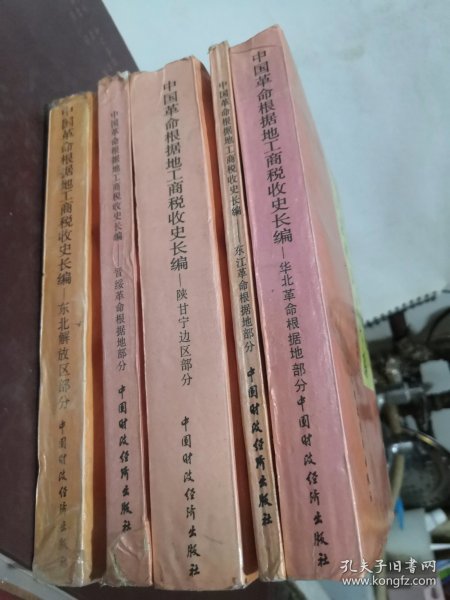 中国革命根据地工商税收史长编
东北解放区部分
中国财政经济出版社
中国革命根据地工商税收史长编——晋绥革命根据地部分
中国财政经济出版社
中国革命根据地工商税收史长编—陕甘宁边区部分
中国财政经济出版社
中国革命根据地工商税收史长编——东江革命根据地部分
中国财政经济出版社
中国革命根据地工商税收史长编—华北革命根据地部分
中国财政经济出版社
孔夫子旧书网
www.kongfz.com